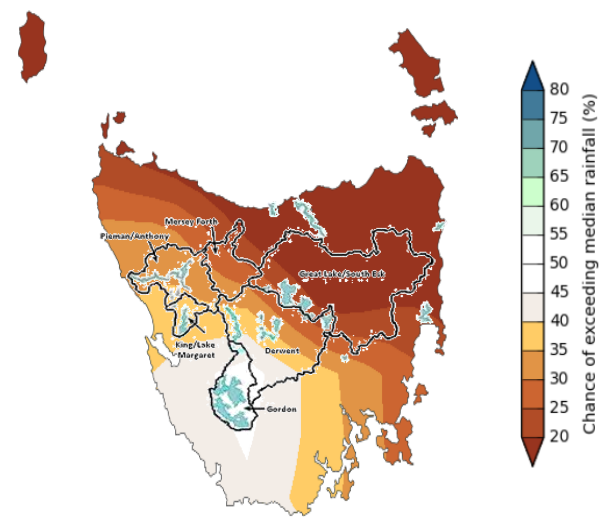 Mersey Forth
Pieman/Anthony
Great Lake/South Esk
King/Lake
Margaret
Derwent
Gordon
80
75
70
65
60
55
50
45
40
35
30
25
20
Chance of exceeding median rainfall (%)